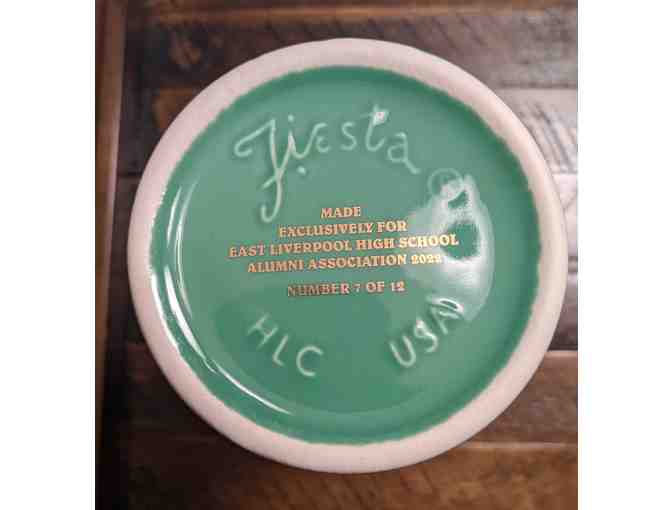 Fiesta ®
MADE
EXCLUSIVELY FOR
EAST LIVERPOOL HIGH SCHOOL
ALUMNI ASSOCIATION 2022
NUMBER 7 OF 12
HLC USA